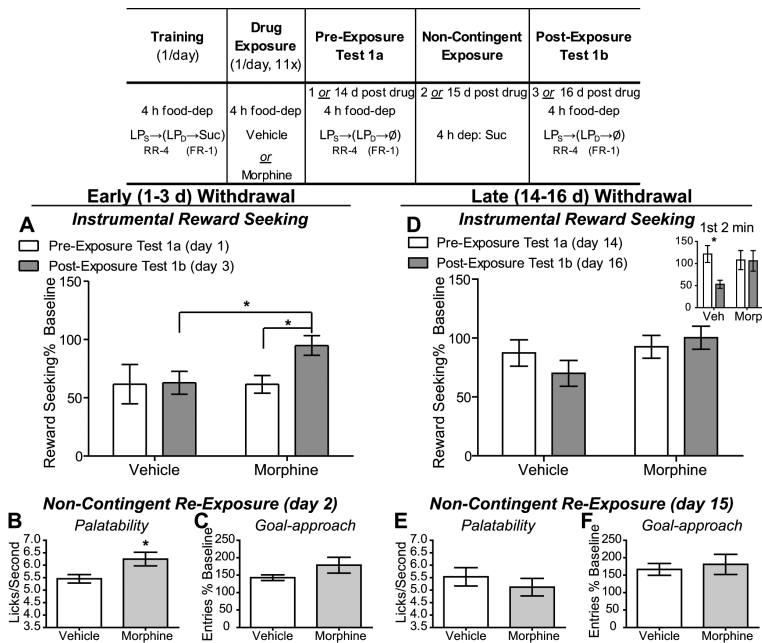 Training
(1/day)
Drug
Exposure
(1/day, 11x)
Pre-Exposure
Test 1a
Non-Contingent
Exposure
Post-Exposure
Test 1b
4 h food-dep
LPS→(LPD→Suc)
RR-4 (FR-1)
4 h food-dep
Vehicle
or
Morphine
1 or 14 d post drug
4 h food-dep
LPS→(LPD→Ø)
RR-4 (FR-1)
2 or 15 d post drug
4 h dep: Suc
3 or 16 d post drug
4 h food-dep
LPS→(LPD→Ø)
RR-4 (FR-1)
Early (1-3 d) Withdrawal
A
Instrumental Reward Seeking
Pre-Exposure Test 1a (day 1)
Post-Exposure Test 1b (day 3)
Reward Seeking% Baseline
150
100
50
0
*
*
Vehicle
Morphine
Late (14-16 d) Withdrawal
D
Instrumental Reward Seeking
Pre-Exposure Test 1a (day 14)
Post-Exposure Test 1b (day 16)
1st 2 min
150
100
50
0
*
Veh
Morp
Reward Seeking% Baseline
150
100
50
0
Vehicle
Morphine
Non-Contingent Re-Exposure (day 2)
B
Palatability
Licks/Second
6.5
6.0
5.5
5.0
4.5
4.0
3.5
*
Vehicle
Morphine
C
Goal-approach
Entries % Baseline
250
200
150
100
50
0
Vehicle
Morphine
Non-Contingent Re-Exposure (day 15)
E
Palatability
Licks/Second
6.5
6.0
5.5
5.0
4.5
4.0
3.5
Vehicle
Morphine
F
Goal-approach
Entries % Baseline
250
200
150
100
50
0
Vehicle
Morphine